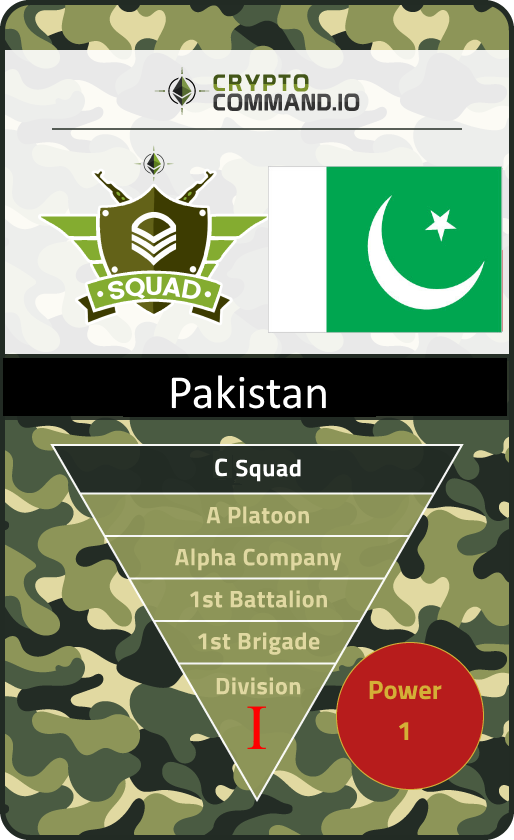 CRYPTO
COMMAND.IO
SQUAD
Pakistan
C Squad
A Platoon
Alpha Company
1st Battalion
1st Brigade
Division
I
Power
1